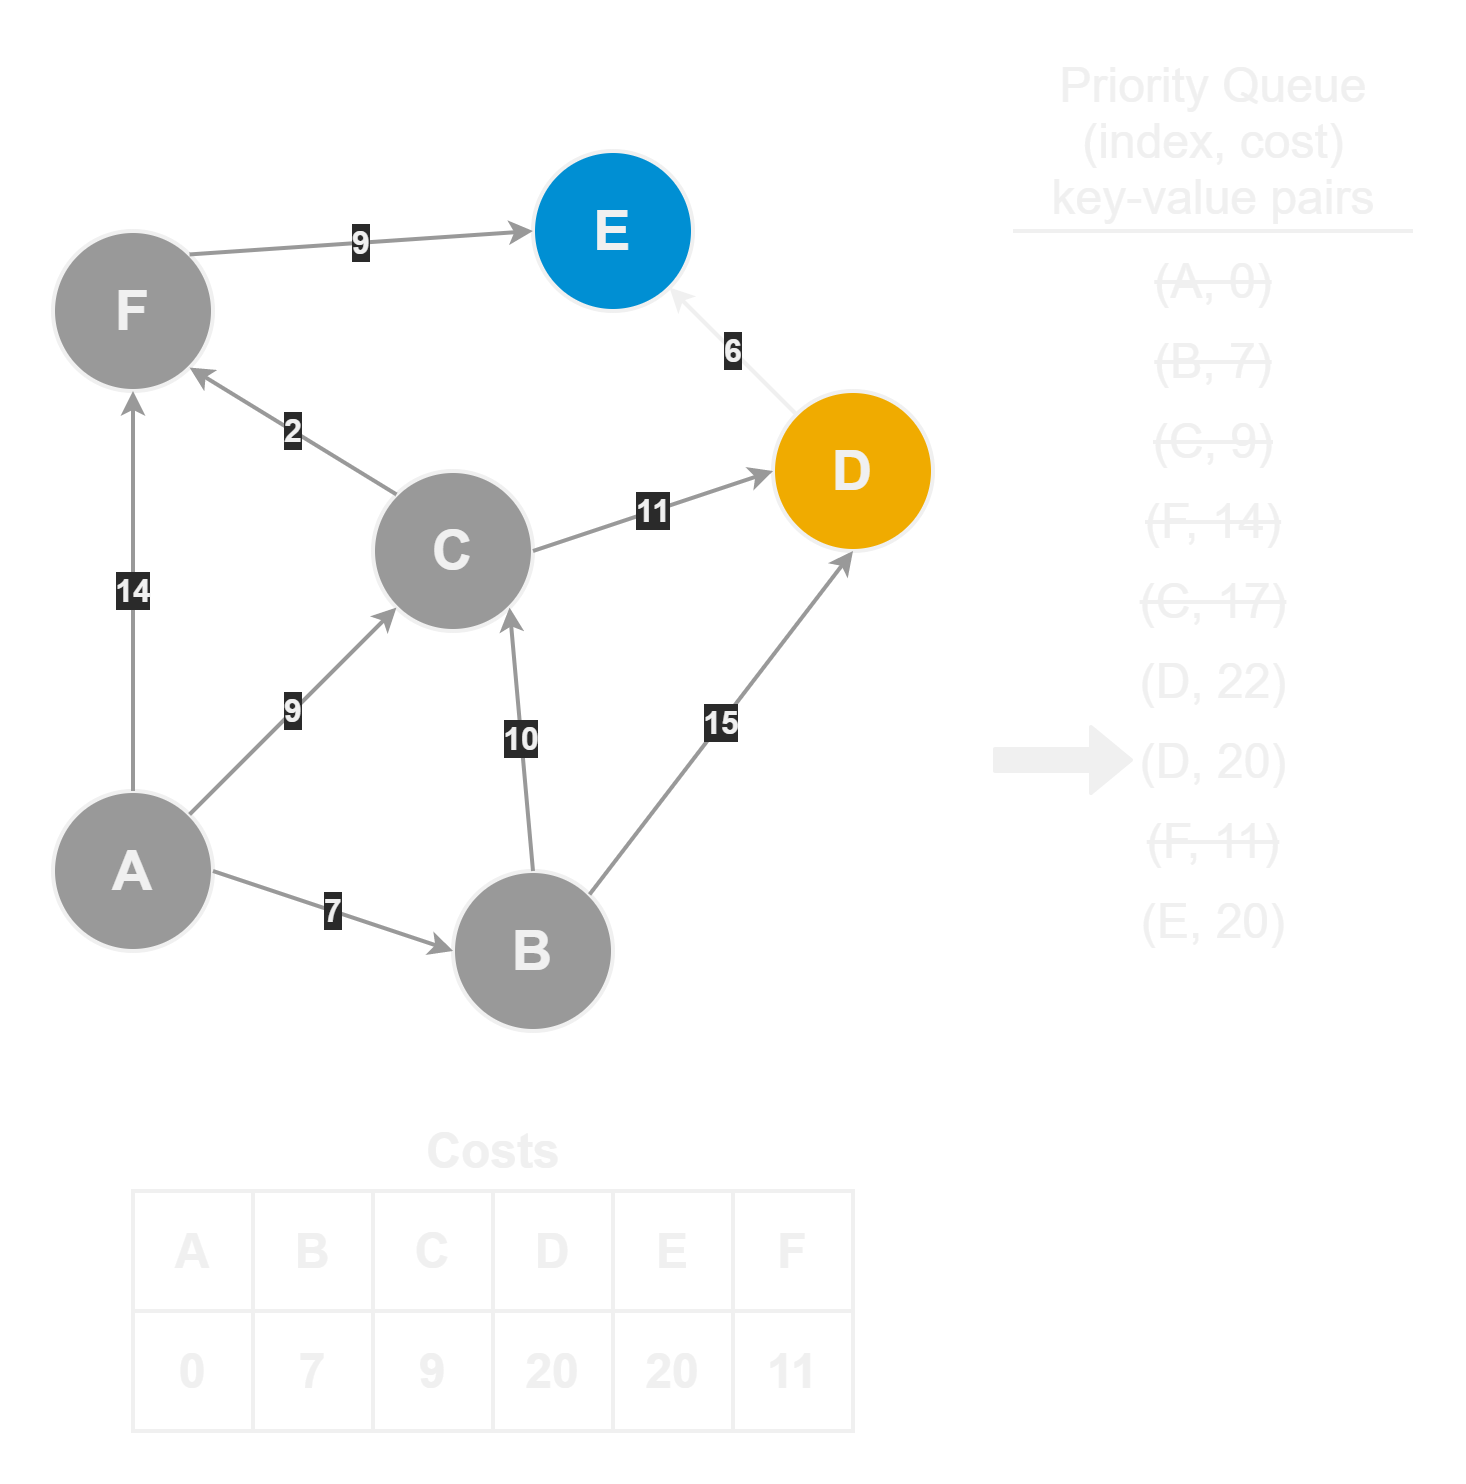 Priority Queue
(index, cost)
key-value pairs
(A, 0)
(B, 7)
(C, 9)
(F, 14)
(C, 17)
(D, 22)
(D, 20)
(F, 11)
(E, 20)
E
9
F
6
2
D
11
C
14
9
10
15
A
7
B
Costs
A B C D E F
0 7 9 20 20 11